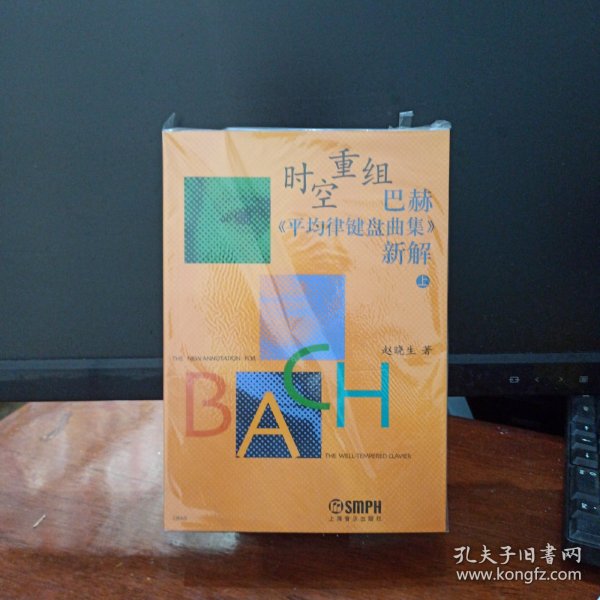 时空重组
巴赫
《平均律键盘曲集》
新解
上
赵晓生 著
THE NEW ANNOTATION FOR
BACH
THE WELL-TEMPERED CLAVIER
SMPH
上海音乐出版社
孔夫子旧书网
www.kongfz.com